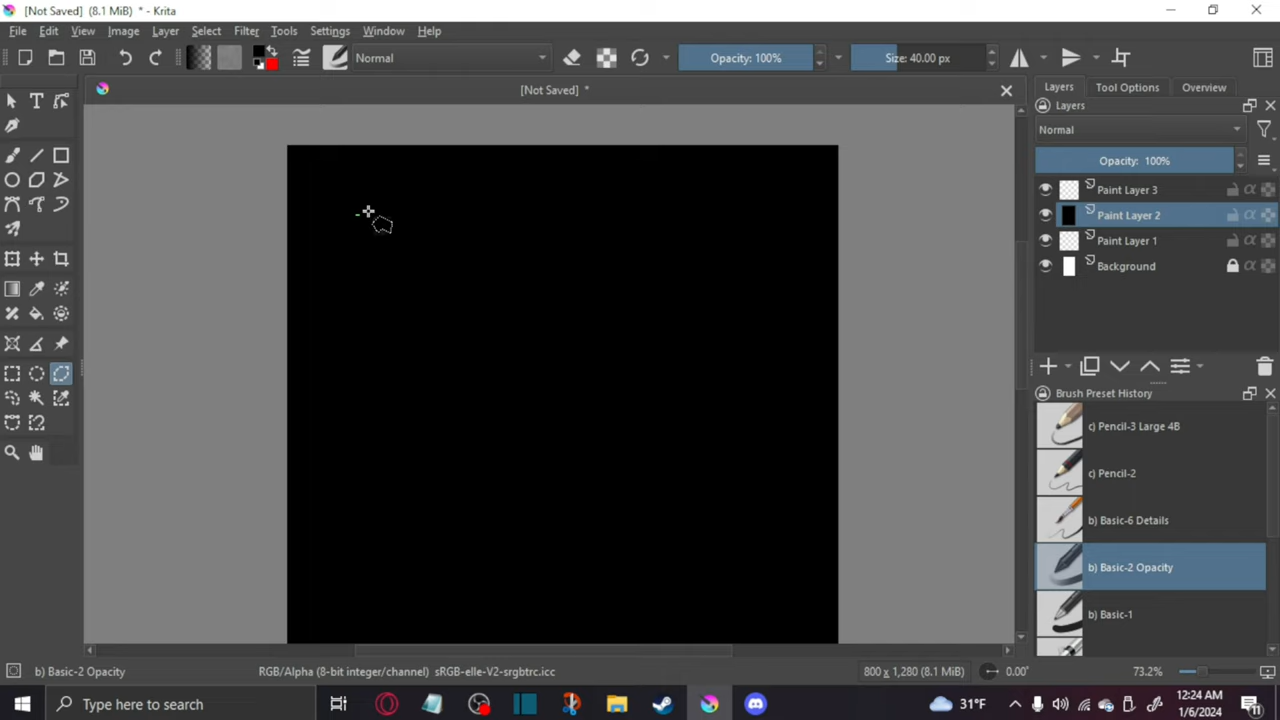 [Not Saved] (8.1 MiB) * - Krita
File Edit View Image Layer Select Filter Tools Settings Window Help
Normal Opacity: 100% Size: 40.00 px
[Not Saved] *
Layers Tool Options Overview
Layers
Normal
Opacity: 100%
Paint Layer 3
Paint Layer 2
Paint Layer 1
Background
Brush Preset History
c) Pencil-3 Large 4B
c) Pencil-2
b) Basic-6 Details
b) Basic-2 Opacity
b) Basic-1
b) Basic-2 Opacity RGB/Alpha (8-bit integer/channel) sRGB-elle-V2-srgbtrc.icc 800 x 1,280 (8.1 MiB) 0.00° 73.2%
Type here to search 31°F 12:24 AM
1/6/2024